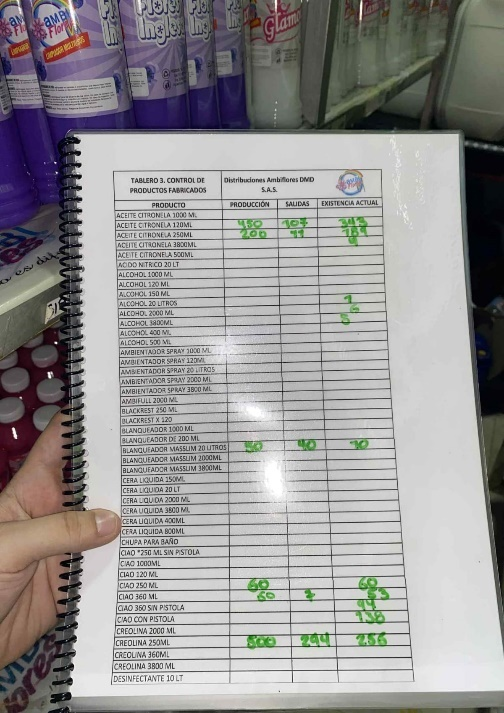 Flores
LIMPIADOR MULTIUSOS
Glam
TABLERO 3. CONTROL DE PRODUCTOS FABRICADOS
Distribuciones Ambiflores DMD S.A.S.
PRODUCTO PRODUCCIÓN SALIDAS EXISTENCIA ACTUAL
ACEITE CITRONELA 1000 ML
ACEITE CITRONELA 120ML 450 107 343
ACEITE CITRONELA 250ML 200 11 189
ACEITE CITRONELA 3800ML 4
ACEITE CITRONELA 500ML
ACIDO NITRICO 20 LT
ALCOHOL 1000 ML
ALCOHOL 120 ML
ALCOHOL 150 ML
ALCOHOL 20 LITROS
ALCOHOL 2000 ML
ALCOHOL 3800ML
ALCOHOL 400 ML
ALCOHOL 500 ML
AMBIENTADOR SPRAY 1000 ML
AMBIENTADOR SPRAY 120ML
AMBIENTADOR SPRAY 20 LITROS
AMBIENTADOR SPRAY 2000 ML
AMBIENTADOR SPRAY 3800 ML
AMBIFULL 2000 ML
BLACKREST 250 ML
BLACKREST X 120
BLANQUEADOR 1000 ML
BLANQUEADOR DE 200 ML
BLANQUEADOR MASSLIM 20 LITROS 50 40 10
BLANQUEADOR MASSLIM 2000ML
BLANQUEADOR MASSLIM 3800ML
CERA LIQUIDA 150ML
CERA LIQUIDA 20 LT
CERA LIQUIDA 2000 ML
CERA LIQUIDA 3800 ML
CERA LIQUIDA 400ML
CERA LIQUIDA 800ML
CHUPA PARA BAÑO
CIAO *250 ML SIN PISTOLA
CIAO 1000ML
CIAO 120 ML
CIAO 250 ML 60 60
CIAO 360 ML 60 7 53
CIAO 360 SIN PISTOLA 94
CIAO CON PISTOLA 138
CREOLINA 2000 ML
CREOLINA 250ML 500 244 256
CREOLINA 360ML
CREOLINA 3800 ML
DESINFECTANTE 10 LT